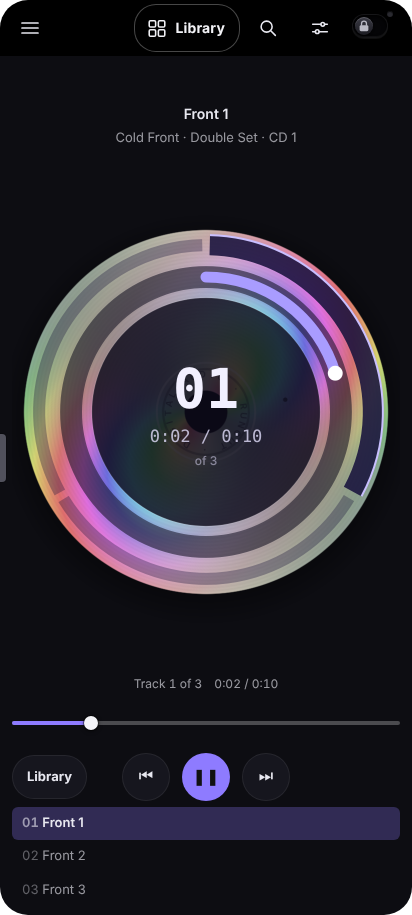 Library
Front 1
Cold Front · Double Set · CD 1
01
0:02 / 0:10
of 3
Track 1 of 3 0:02 / 0:10
Library
01 Front 1
02 Front 2
03 Front 3